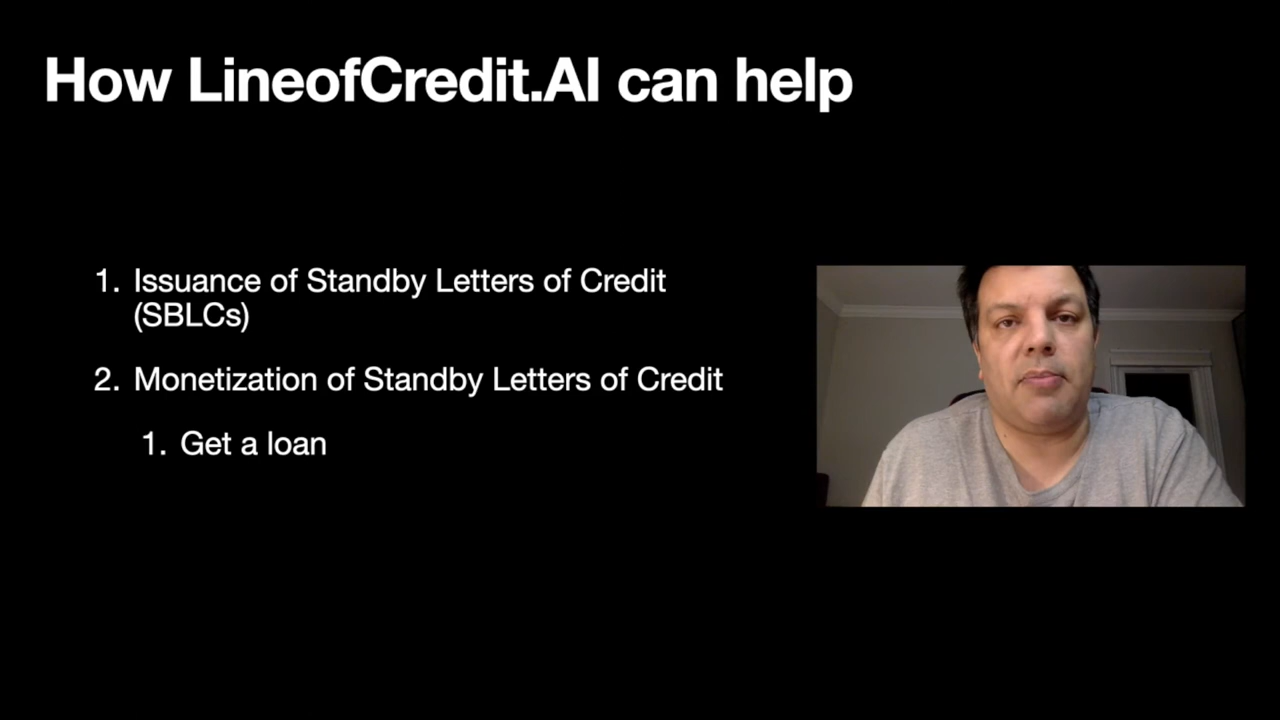 How LineofCredit.AI can help
1. Issuance of Standby Letters of Credit
(SBLCs)
2. Monetization of Standby Letters of Credit
1. Get a loan